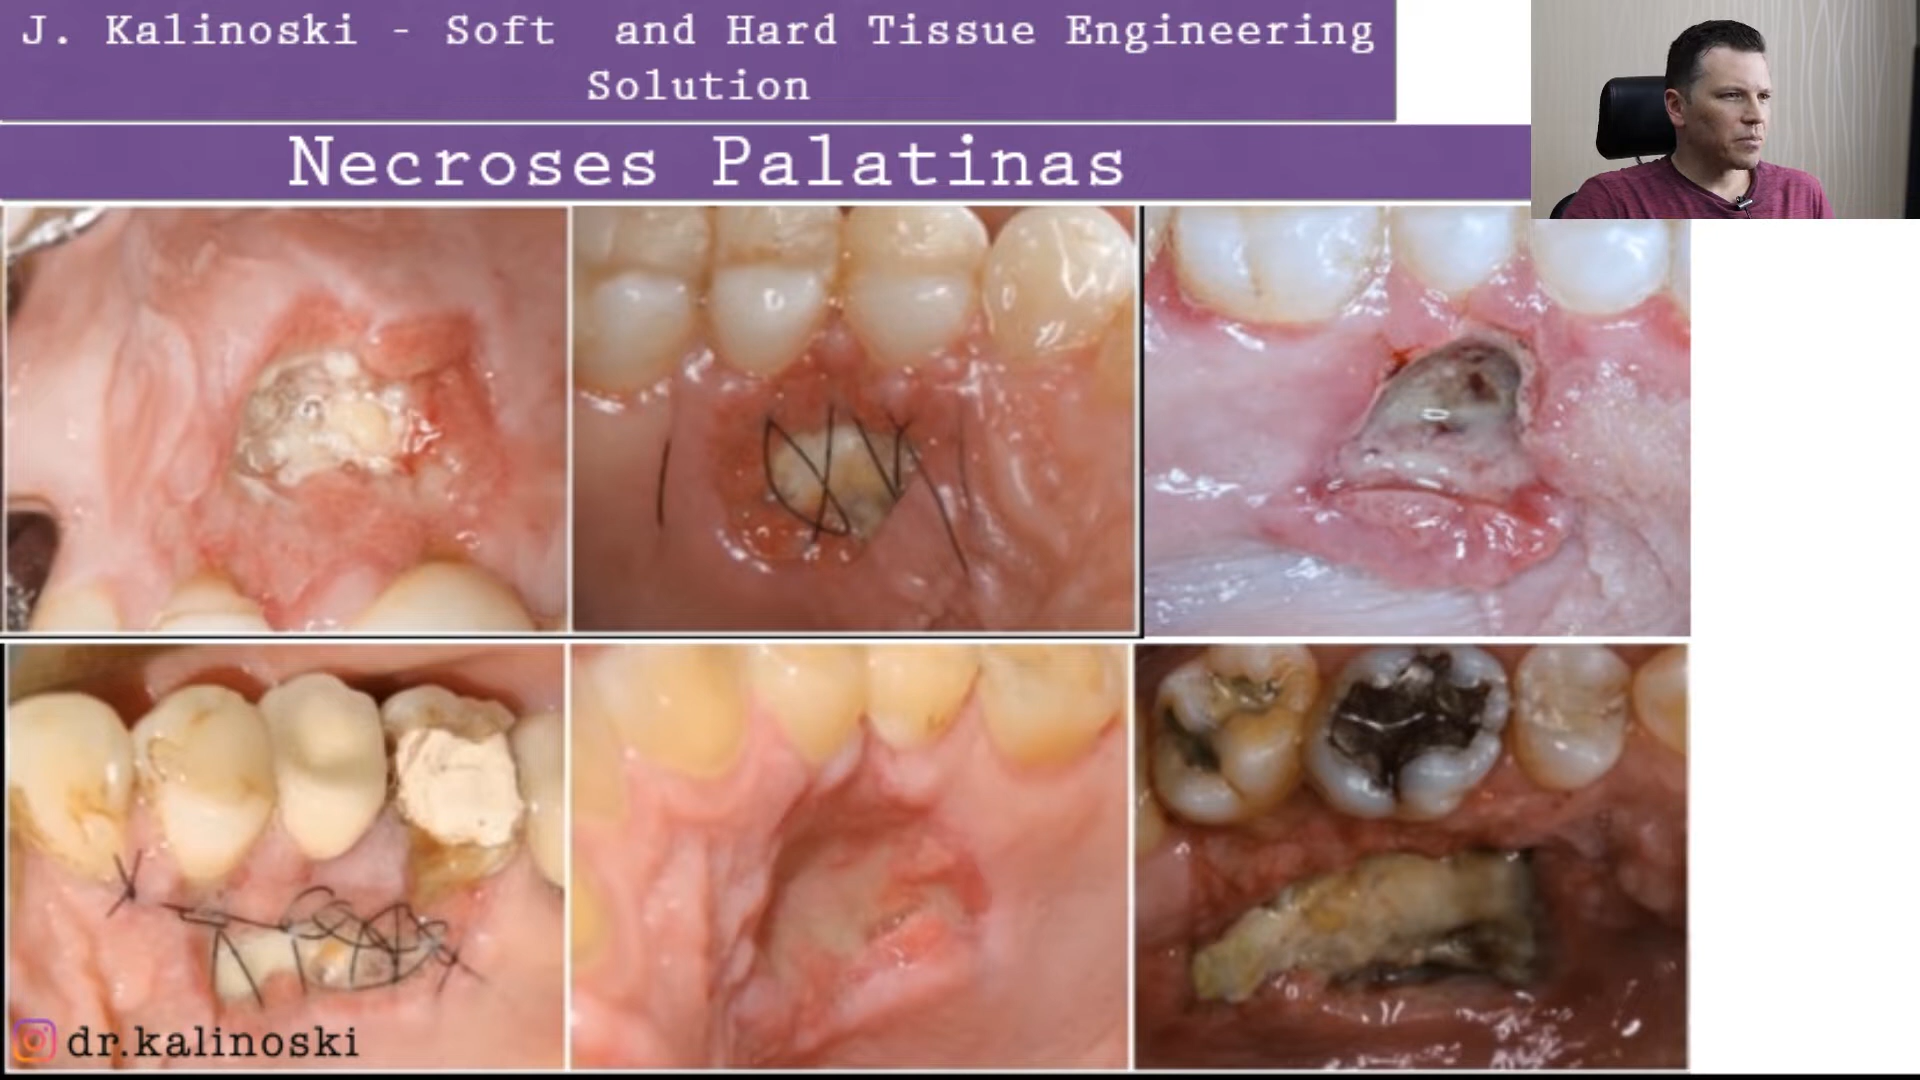 J. Kalinoski - Soft and Hard Tissue Engineering
Solution
Necroses Palatinas
dr.kalinoski